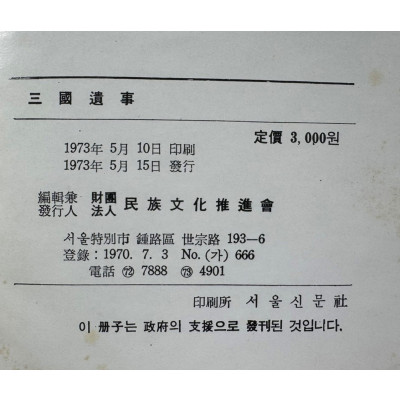 三國遺事
定價 3,000원
1973年 5月 10日 印刷
1973年 5月 15日 發行
編輯兼 財團
發行人 法人 民族文化推進會
서울特別市 鍾路區 世宗路 193—6
登錄: 1970. 7. 3 No. (가) 666
電話 ㊆ 7888 ㊆ 4901
印刷所 서울신문社
이 册子는 政府의 支援으로 發刊된 것입니다.